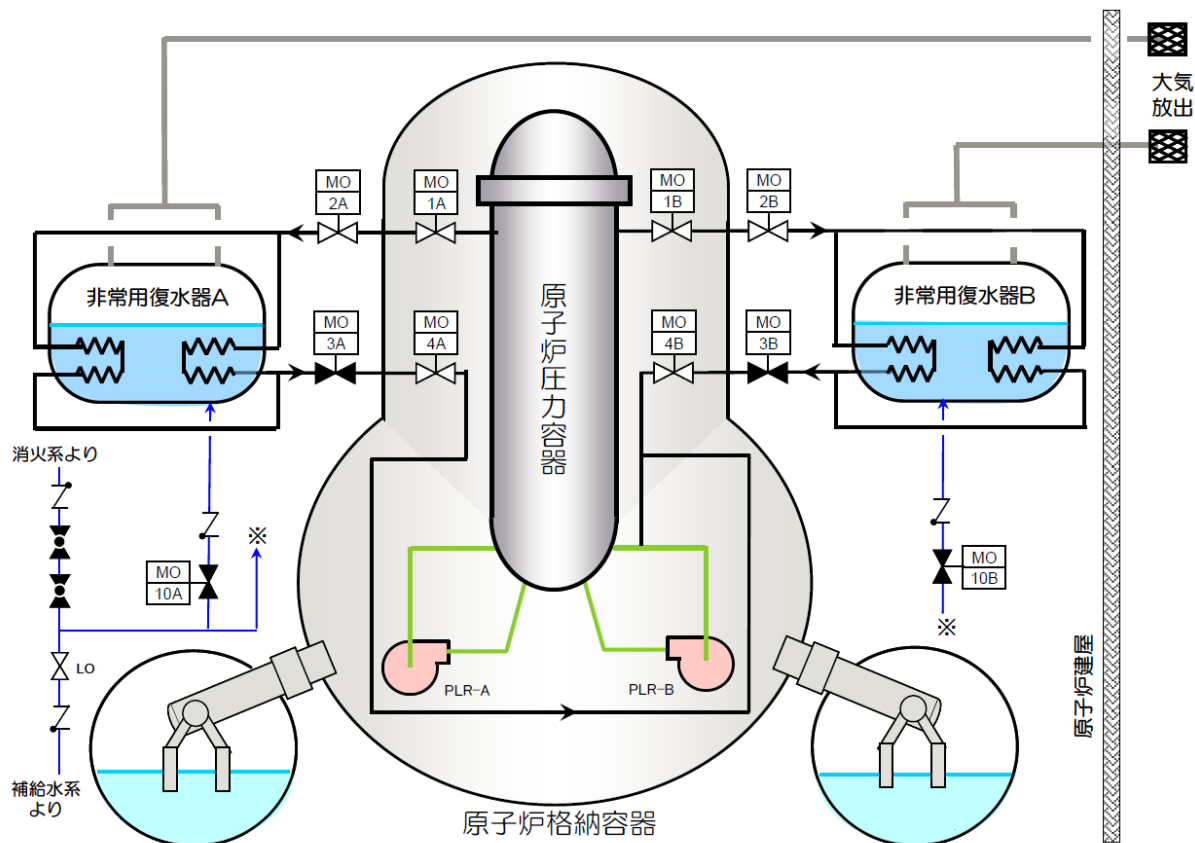 大気
放出
MO
2A
MO
1A
MO
1B
MO
2B
非常用復水器A
原子炉圧力容器
非常用復水器B
MO
3A
MO
4A
MO
4B
MO
3B
消火系より
※
MO
10A
MO
10B
※
LO
PLR-A
PLR-B
原子炉建屋
補給水系
より
原子炉格納容器